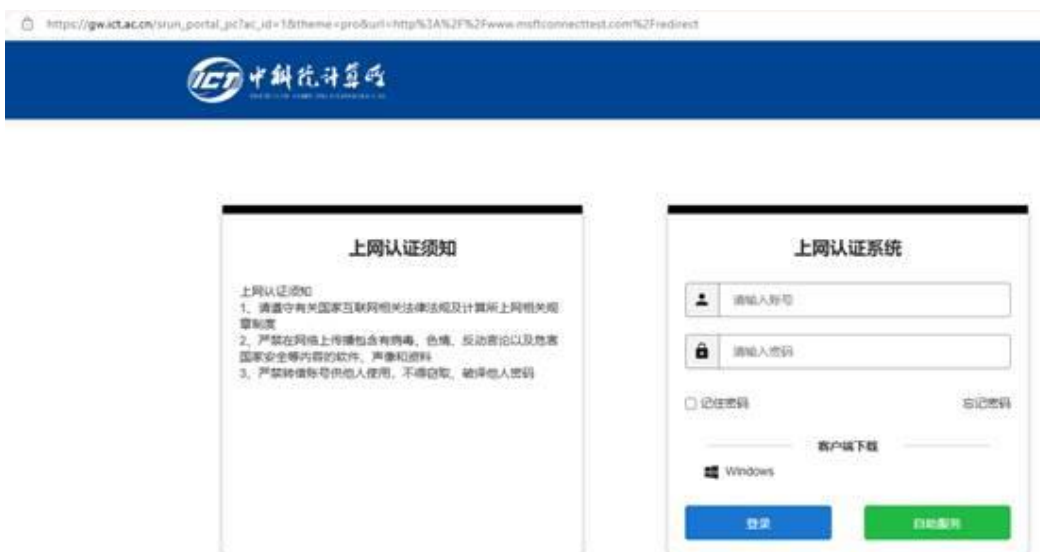 https://gw.ict.ac.cn/srun_portal_pc?ac_id=1&theme=pro&url=http%3A%2F%2Fwww.msftconnecttest.com%2Fredirect
ICT 中科院计算所
上网认证须知
上网认证须知
1、请遵守有关国家互联网相关法律法规及计算所上网相关规
章制度
2、严禁在网络上传播包含有病毒、色情、反动言论以及危害
国家安全等内容的软件、声像和资料
3、严禁转借账号供他人使用，不得窃取、破译他人密码
上网认证系统
请输入账号
请输入密码
记住密码 忘记密码
客户端下载
Windows
登录 自助服务